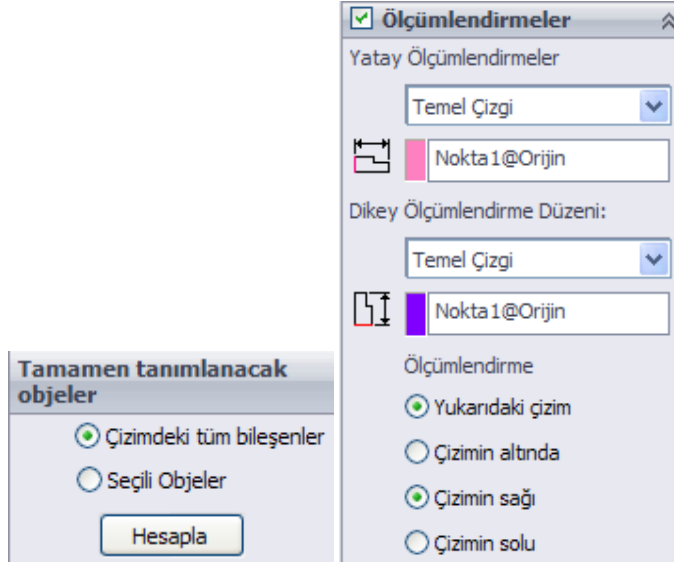 Tamamen tanımlanacak
objeler
Çizimdeki tüm bileşenler
Seçili Objeler
Hesapla
Ölçümlendirmeler
Yatay Ölçümlendirmeler
Temel Çizgi
Nokta1@Orijin
Dikey Ölçümlendirme Düzeni:
Temel Çizgi
Nokta1@Orijin
Ölçümlendirme
Yukarıdaki çizim
Çizimin altında
Çizimin sağı
Çizimin solu